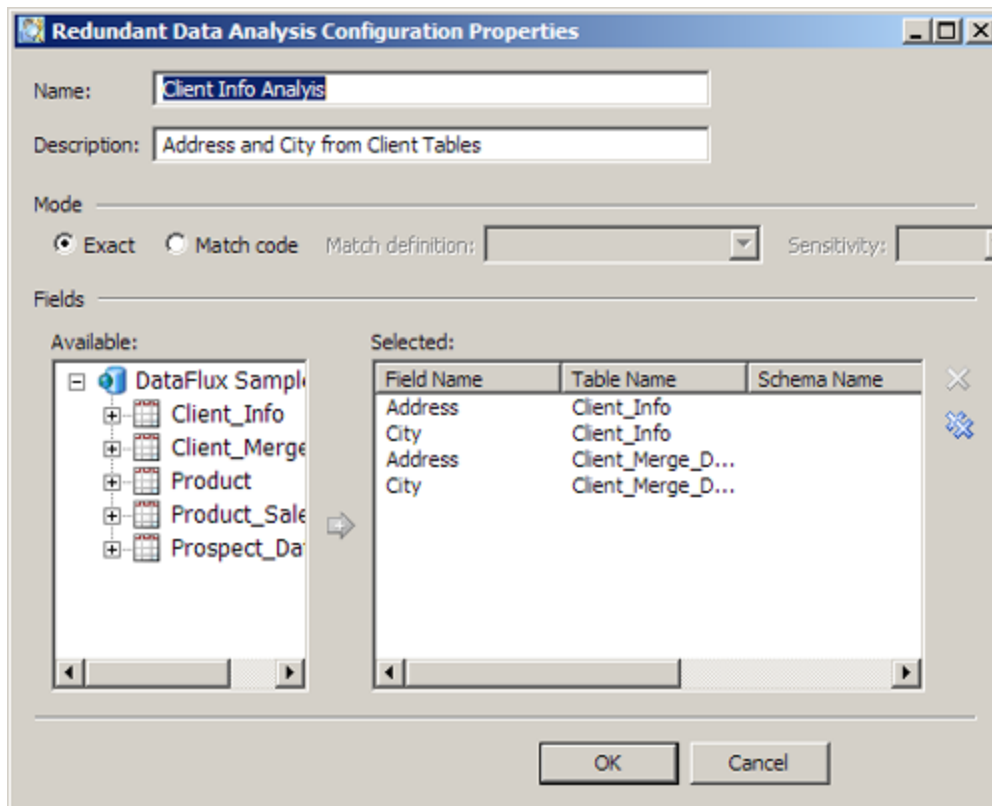 Redundant Data Analysis Configuration Properties
Name: Client Info Analyis
Description: Address and City from Client Tables
Mode
Exact Match code Match definition: Sensitivity:
Fields
Available: Selected:
DataFlux Sampl
Client_Info
Client_Merge
Product
Product_Sale
Prospect_Da
Field Name Table Name Schema Name
Address Client_Info
City Client_Info
Address Client_Merge_D...
City Client_Merge_D...
OK Cancel